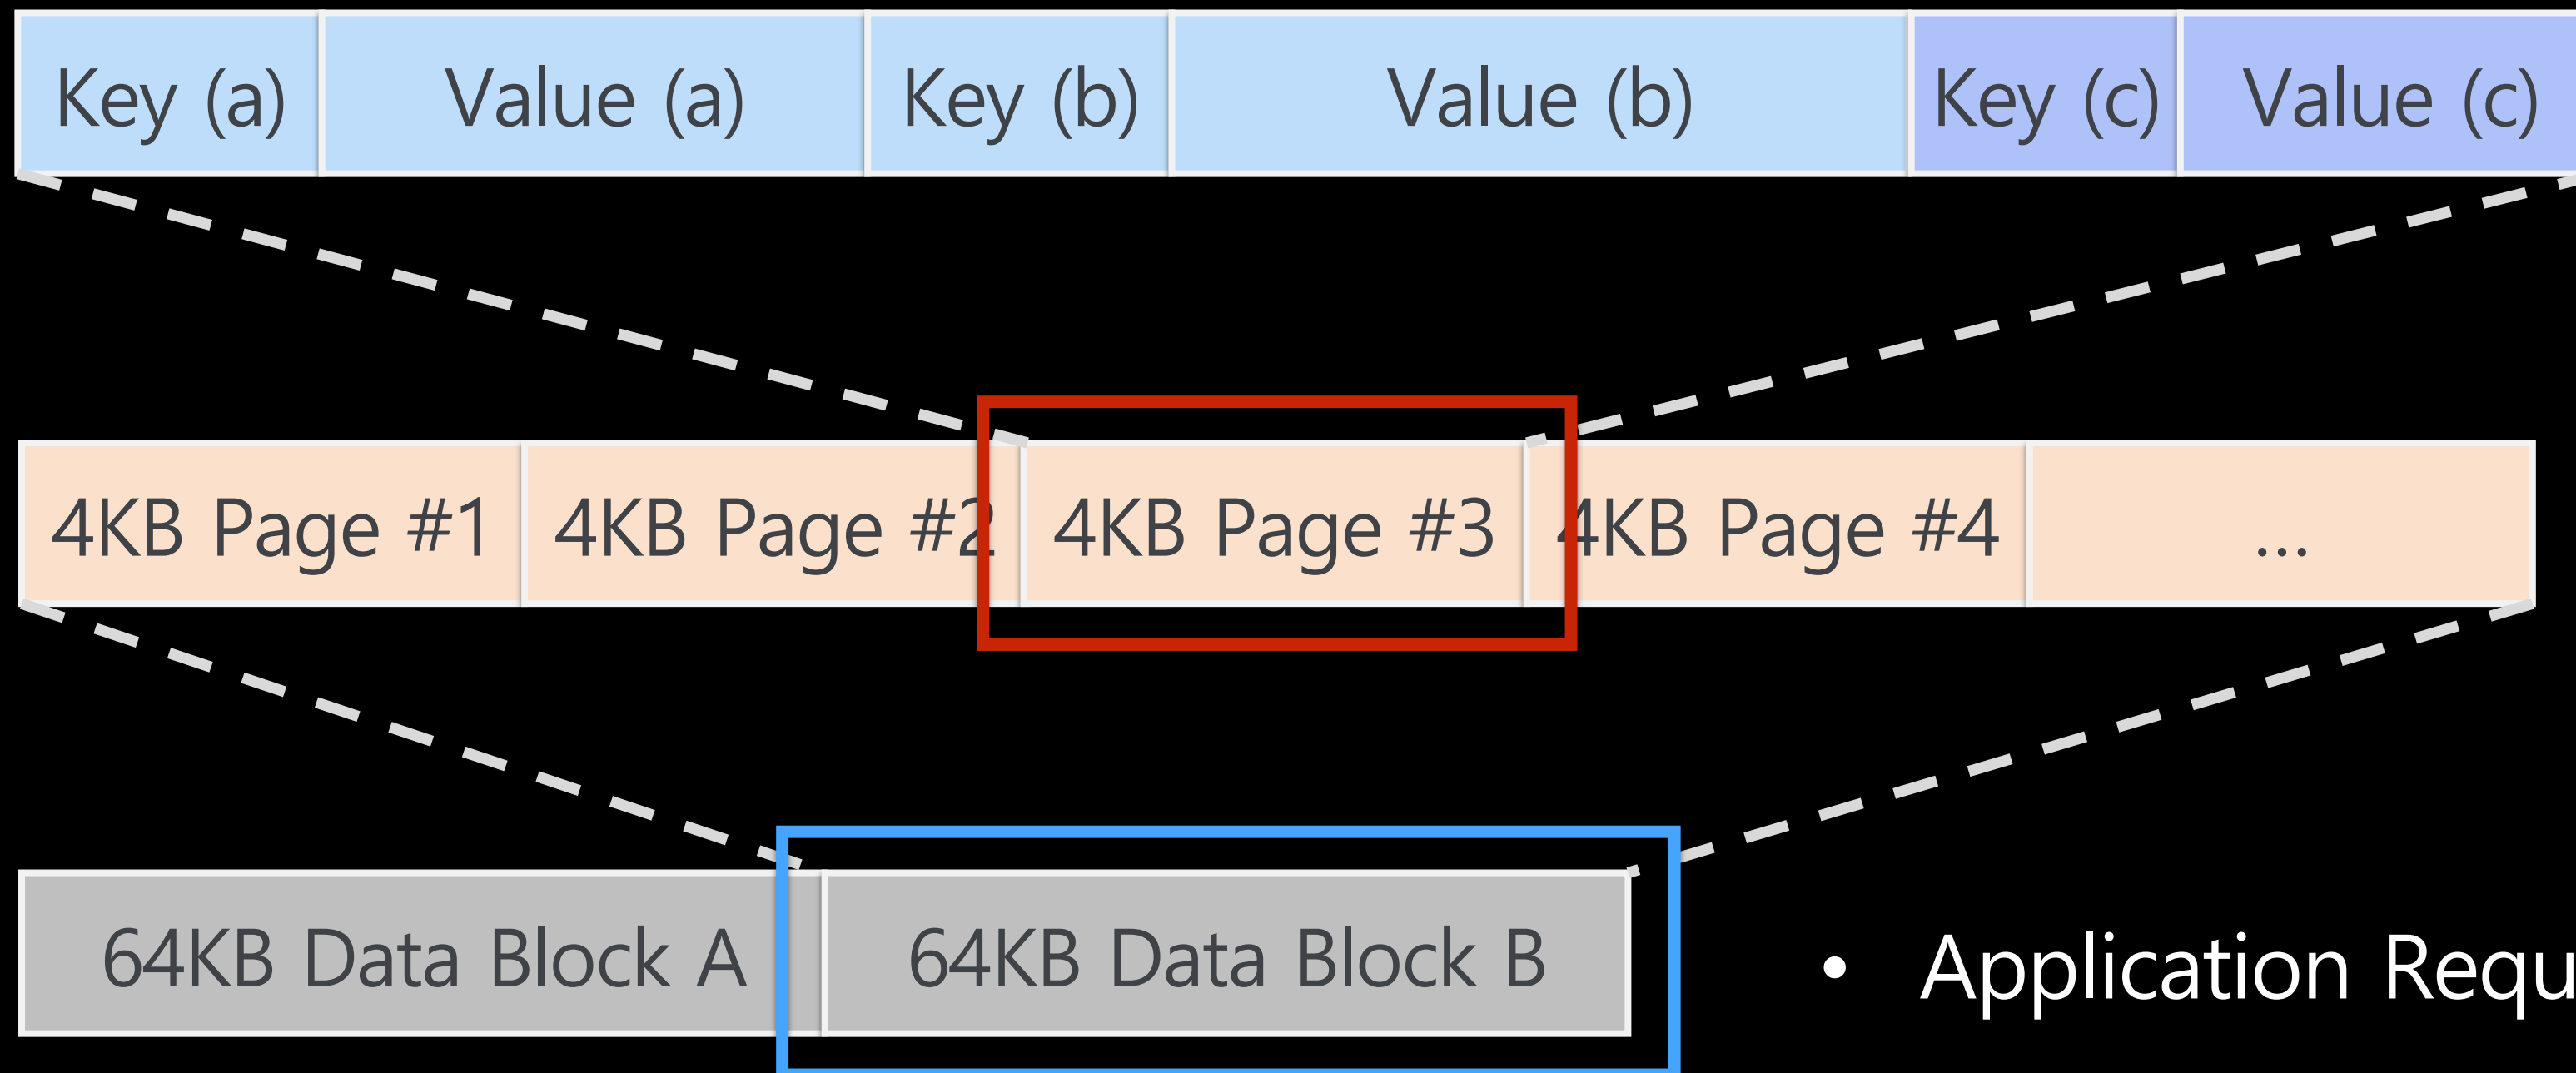 Key (a) Value (a) Key (b) Value (b) Key (c) Value (c)
4KB Page #1 4KB Page #2 4KB Page #3 4KB Page #4 ...
64KB Data Block A 64KB Data Block B
• Application Requ